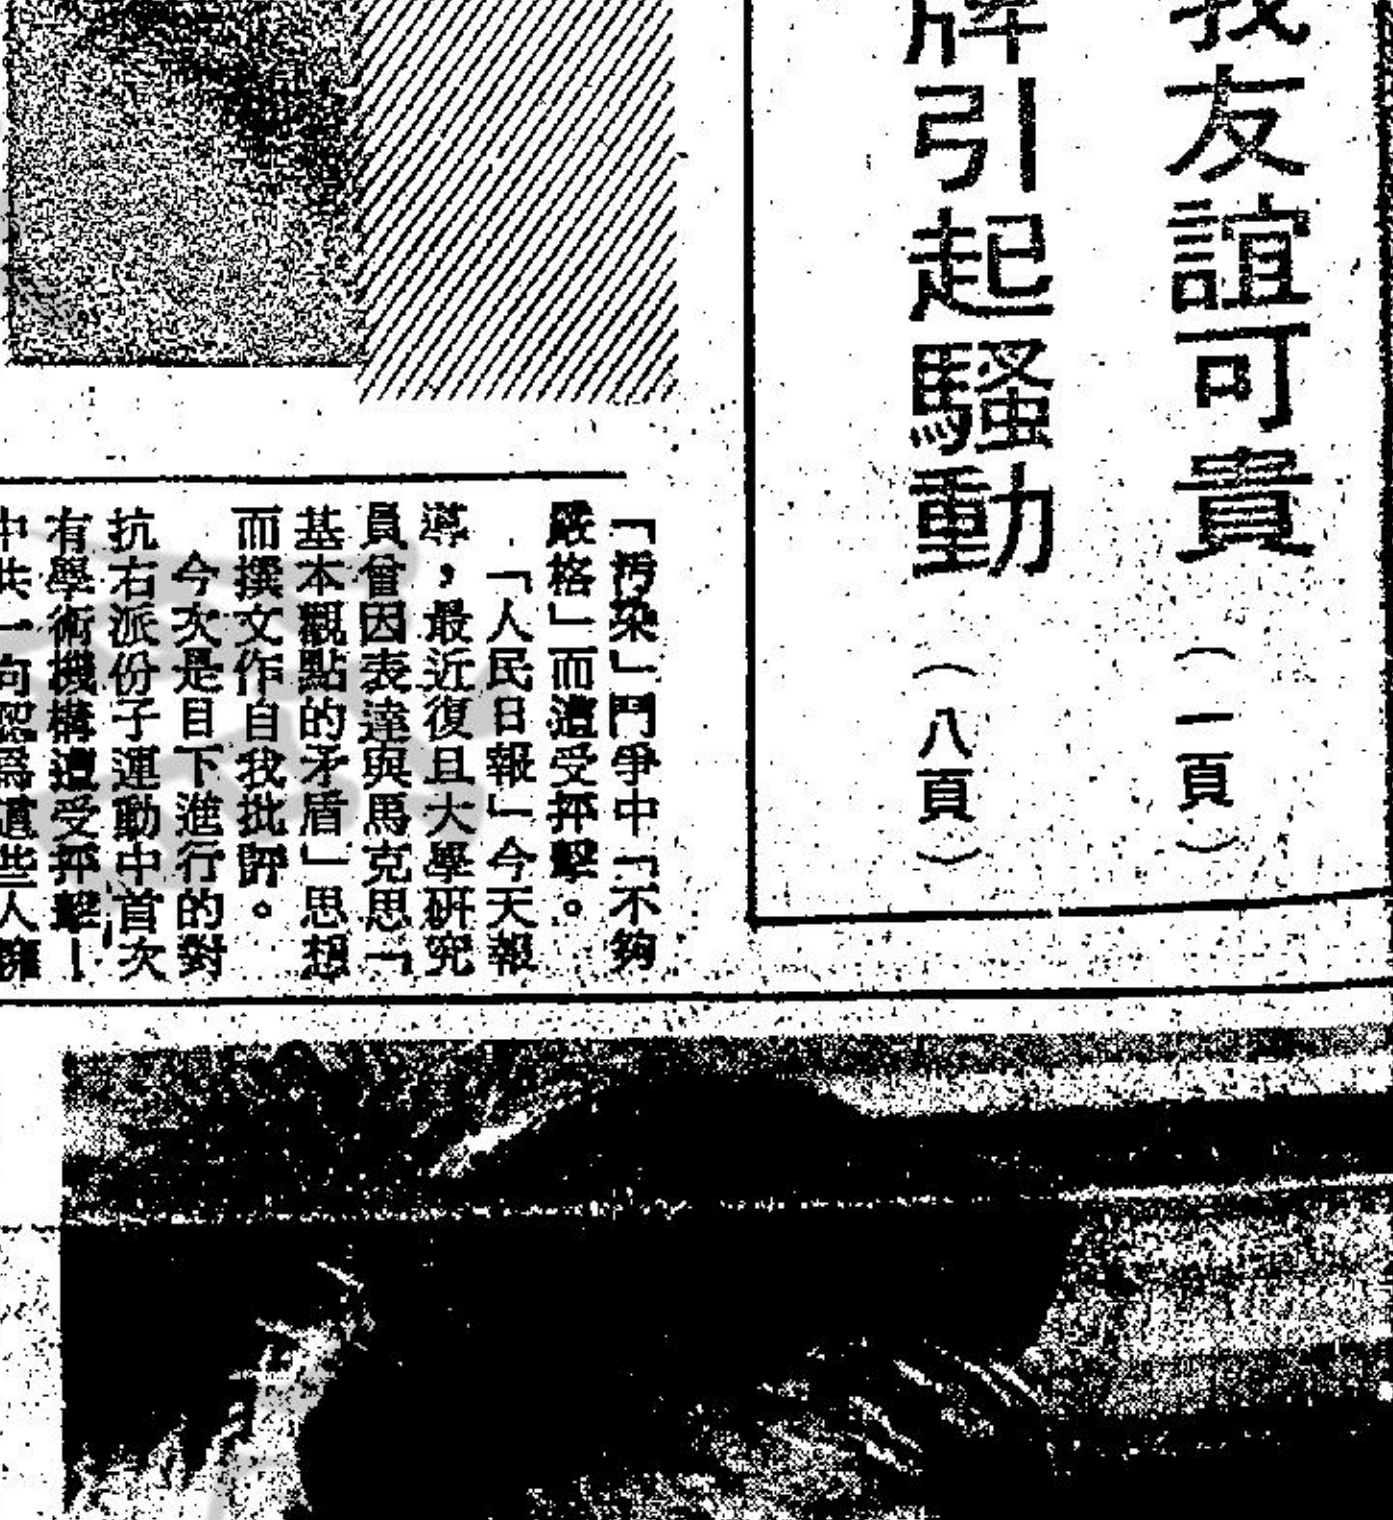 我友誼可貴（一頁）
牌引起騷動（八頁）
「污染」鬥爭中「不夠
嚴格」而遭受抨擊。
「人民日報」今天報
導，最近復且大學研究
員曾因表達與馬克思「
基本觀點的矛盾」思想
而撰文作自我批評。
今次是目下進行的對
抗右派份子運動中首次
有學術機構遭受抨擊—
中共一向認爲這些人擁